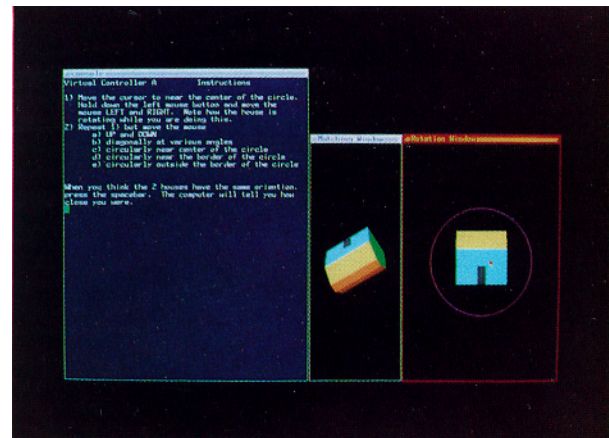 console
Virtual Controller A Instructions
1) Move the cursor to near the center of the circle.
Hold down the left mouse button and move the
mouse LEFT and RIGHT. Note how the house is
rotating while you are doing this.
2) Repeat 1) but move the mouse
a) UP and DOWN
b) diagonally at various angles
c) circularly near center of the circle
d) circularly near the border of the circle
e) circularly outside the border of the circle
When you think the 2 houses have the same oriention,
press the spacebar. The computer will tell you how
close you were.
Matching Window
Rotation Window